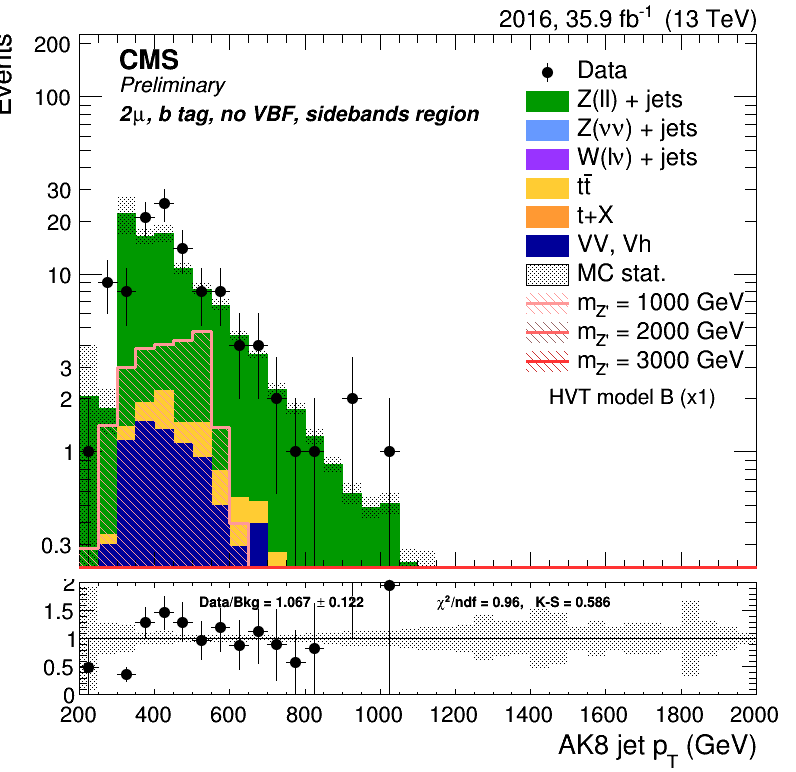 2016, 35.9 fb⁻¹ (13 TeV)
Events
200
100
30
20
10
3
2
1
0.3
CMS
Preliminary
2μ, b tag, no VBF, sidebands region
Data
Z(ll) + jets
Z(νν) + jets
W(lν) + jets
tt̄
t+X
VV, Vh
MC stat.
m_Z' = 1000 GeV
m_Z' = 2000 GeV
m_Z' = 3000 GeV
HVT model B (x1)
2
1.5
1
0.5
0
Data/Bkg = 1.067 ± 0.122
χ²/ndf = 0.96, K-S = 0.586
200 400 600 800 1000 1200 1400 1600 1800 2000
AK8 jet p_T (GeV)